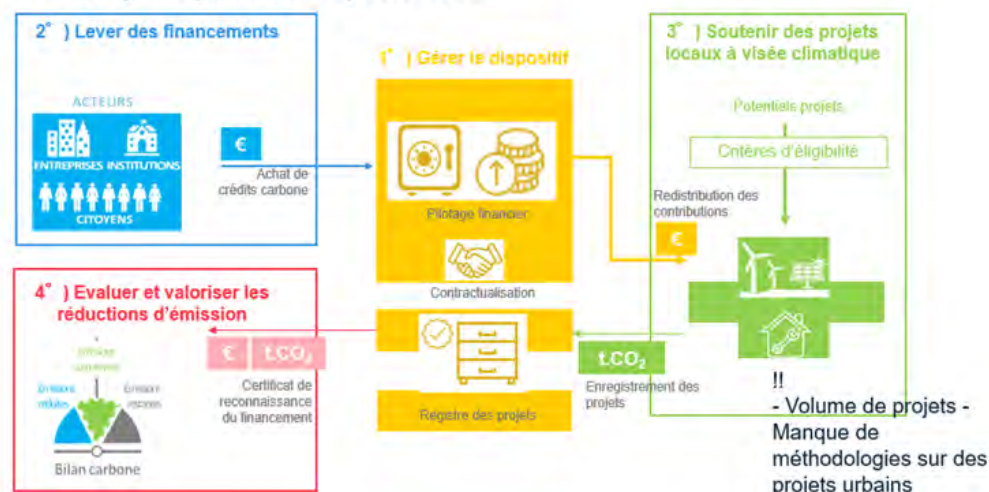 2° ) Lever des financements
ACTEURS
ENTREPRISES INSTITUTIONS
CITOYENS
€
Achat de
crédits carbone
1° ) Gérer le dispositif
Pilotage financier
Contractualisation
Registre des projets
3° ) Soutenir des projets
locaux à visée climatique
Potentiels projets
Critères d'éligibilité
Redistribution des
contributions
€
t.CO₂
Enregistrement des
projets
!!
- Volume de projets -
Manque de
méthodologies sur des
projets urbains
4° ) Evaluer et valoriser les
réductions d'émission
€ t.CO₂
Certificat de
reconnaissance
du financement
Bilan carbone